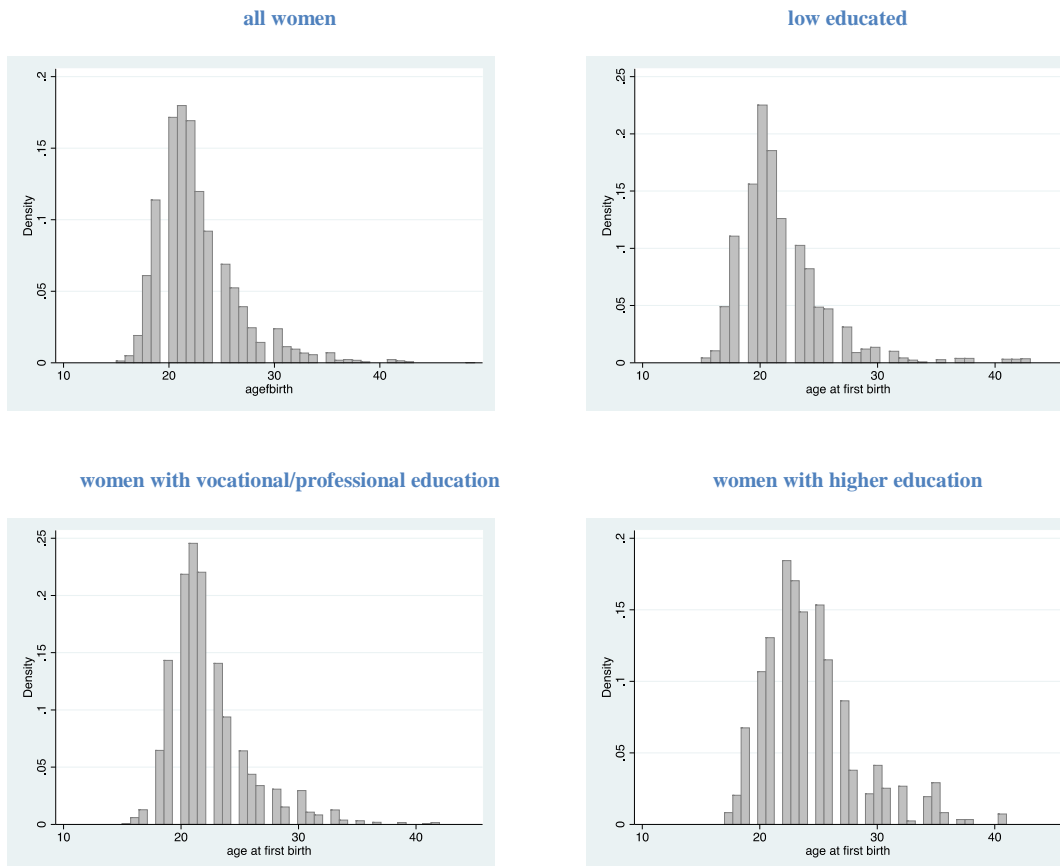 all women
low educated
.2
.15
.1
.05
0
Density
10 20 30 40
agefbirth
.25
.2
.15
.1
.05
0
Density
10 20 30 40
age at first birth
women with vocational/professional education
women with higher education
.25
.2
.15
.1
.05
0
Density
10 20 30 40
age at first birth
.2
.15
.1
.05
0
Density
10 20 30 40
age at first birth